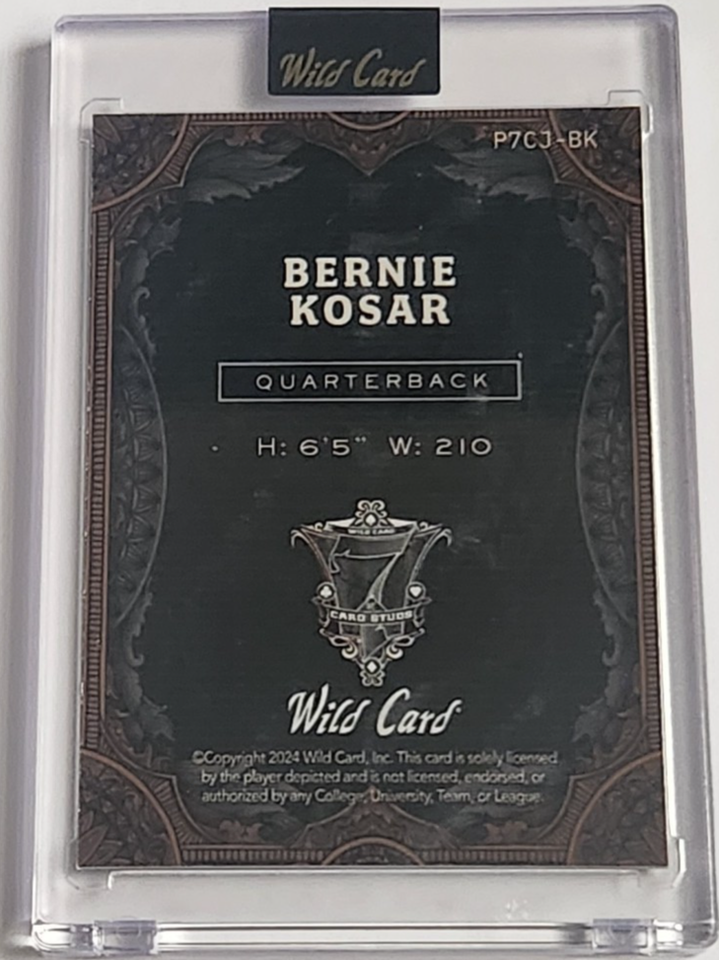 Wild Card
P7CJ-BK
BERNIE
KOSAR
QUARTERBACK
H: 6'5" W: 210
WILD CARD
7
CARD STUDS
Wild Card
©Copyright 2024 Wild Card, Inc. This card is solely licensed
by the player depicted and is not licensed, endorsed, or
authorized by any College, University, Team, or League.